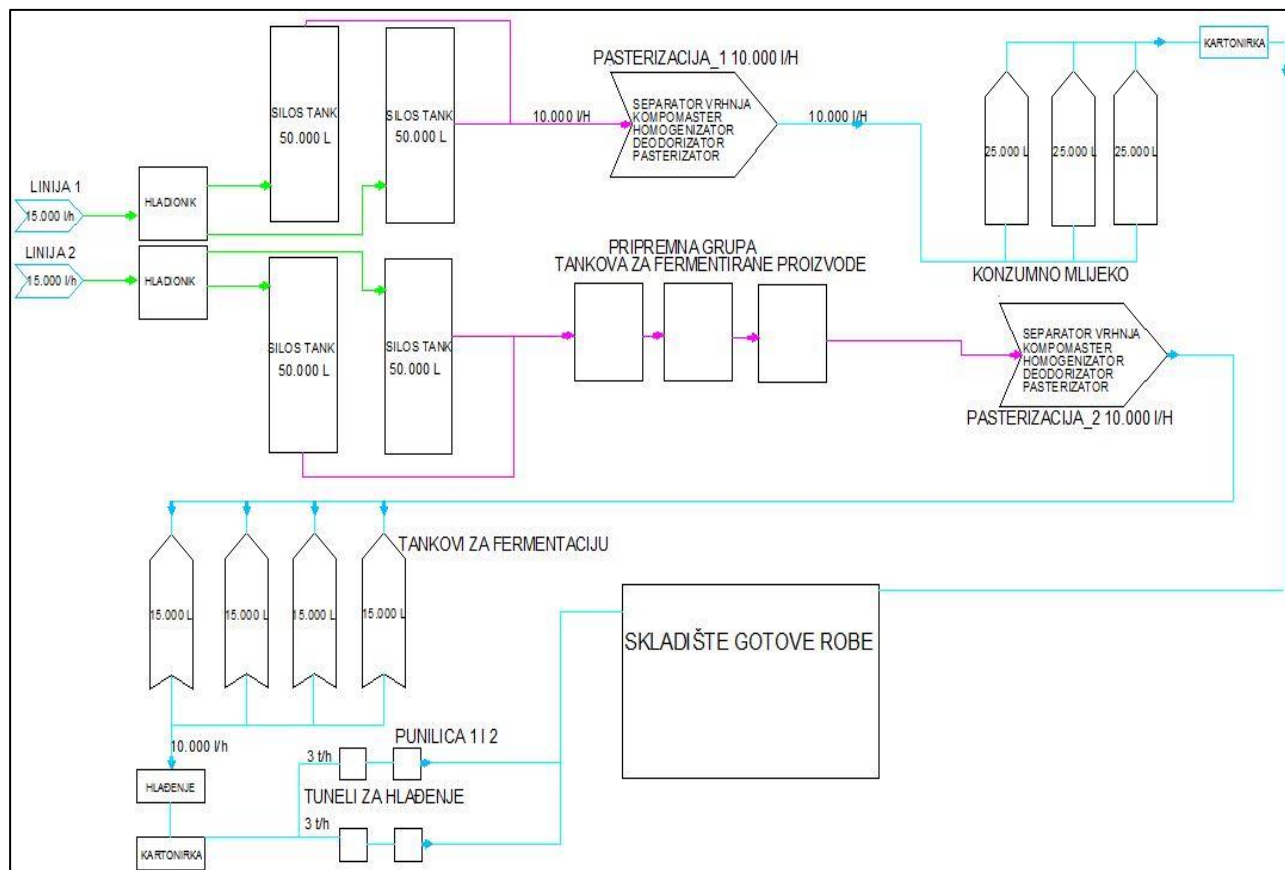 PASTERIZACIJA_1 10.000 l/H
KARTONIRKA
SILOS TANK
50.000 L
SILOS TANK
50.000 L
SEPARATOR VRHNJA
KOMPOMASTER
HOMOGENIZATOR
DEODORIZATOR
PASTERIZATOR
10.000 l/H
10.000 l/H
25.000 L
25.000 L
25.000 L
LINIJA 1
15.000 l/h
HLADIONIK
LINIJA 2
15.000 l/h
HLADIONIK
PRIPREMNA GRUPA
TANKOVA ZA FERMENTIRANE PROIZVODE
KONZUMNO MLIJEKO
SILOS TANK
50.000 L
SILOS TANK
50.000 L
SEPARATOR VRHNJA
KOMPOMASTER
HOMOGENIZATOR
DEODORIZATOR
PASTERIZATOR
PASTERIZACIJA_2 10.000 l/H
TANKOVI ZA FERMENTACIJU
15.000 L
15.000 L
15.000 L
15.000 L
SKLADIŠTE GOTOVE ROBE
10.000 l/h
PUNILICA 1 I 2
3 t/h
HLAĐENJE
TUNELI ZA HLAĐENJE
3 t/h
KARTONIRKA